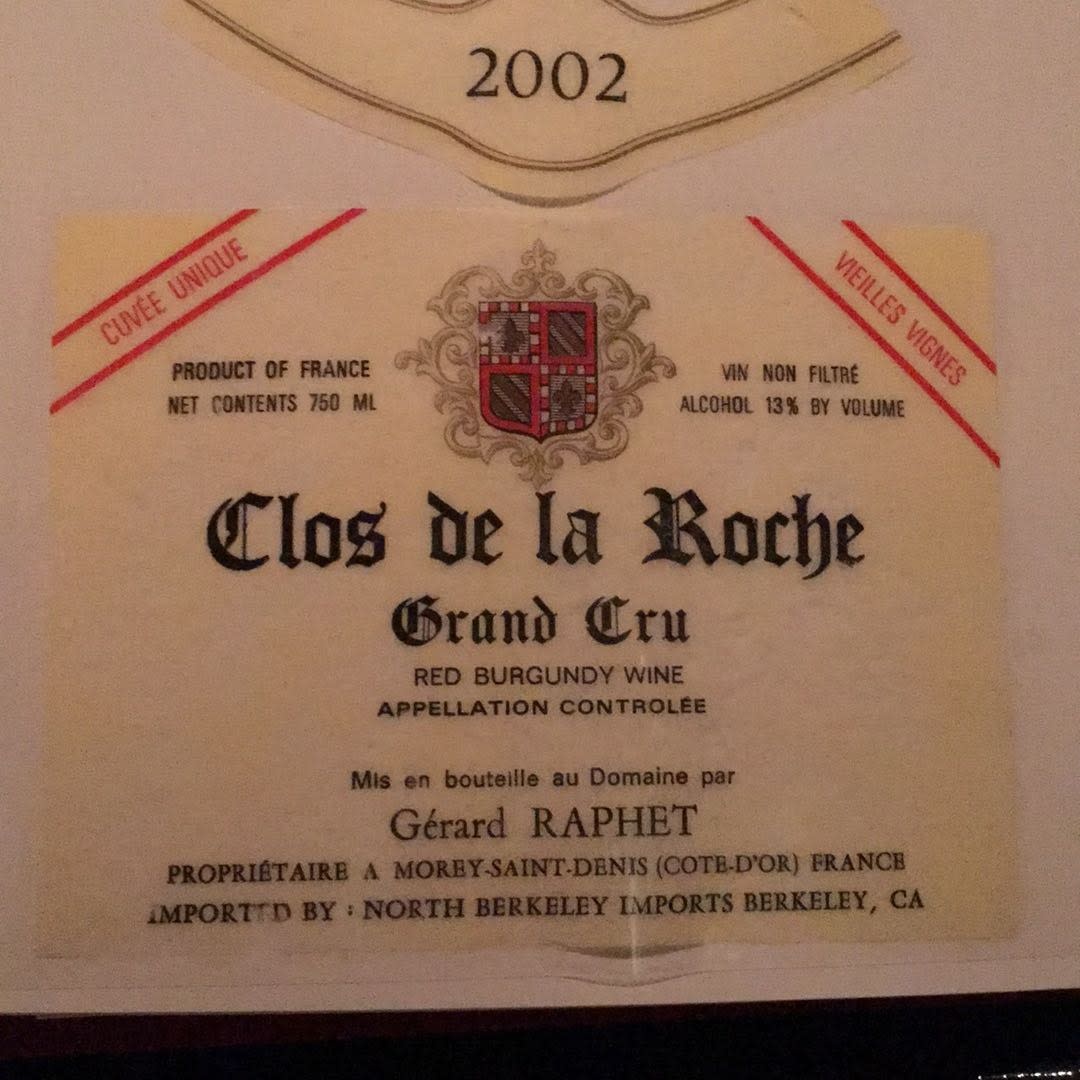 2002
CUVÉE UNIQUE
VIEILLES VIGNES
PRODUCT OF FRANCE
NET CONTENTS 750 ML
VIN NON FILTRÉ
ALCOHOL 13% BY VOLUME
Clos de la Roche
Grand Cru
RED BURGUNDY WINE
APPELLATION CONTROLÉE
Mis en bouteille au Domaine par
Gérard RAPHET
PROPRIÉTAIRE A MOREY-SAINT-DENIS (COTE-D'OR) FRANCE
IMPORTED BY : NORTH BERKELEY IMPORTS BERKELEY, CA